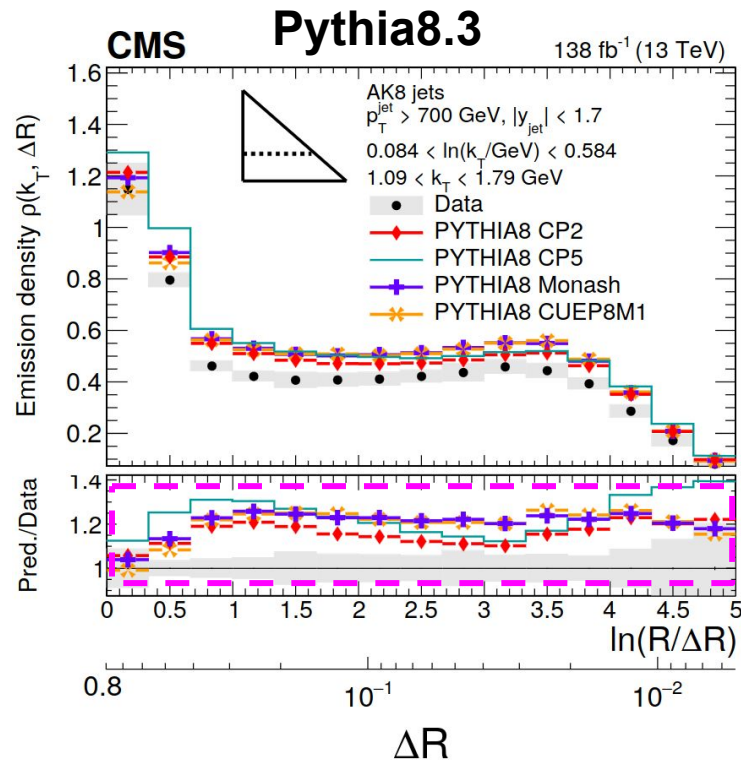 Pythia8.3
CMS
138 fb⁻¹ (13 TeV)
AK8 jets
p_T^jet > 700 GeV, |y_jet| < 1.7
0.084 < ln(k_T/GeV) < 0.584
1.09 < k_T < 1.79 GeV
Data
PYTHIA8 CP2
PYTHIA8 CP5
PYTHIA8 Monash
PYTHIA8 CUEP8M1
Emission density ρ(k_T, ΔR)
1.6
1.4
1.2
1
0.8
0.6
0.4
0.2
Pred./Data
1.4
1.2
1
0 0.5 1 1.5 2 2.5 3 3.5 4 4.5 5
ln(R/ΔR)
0.8 10⁻¹ 10⁻²
ΔR